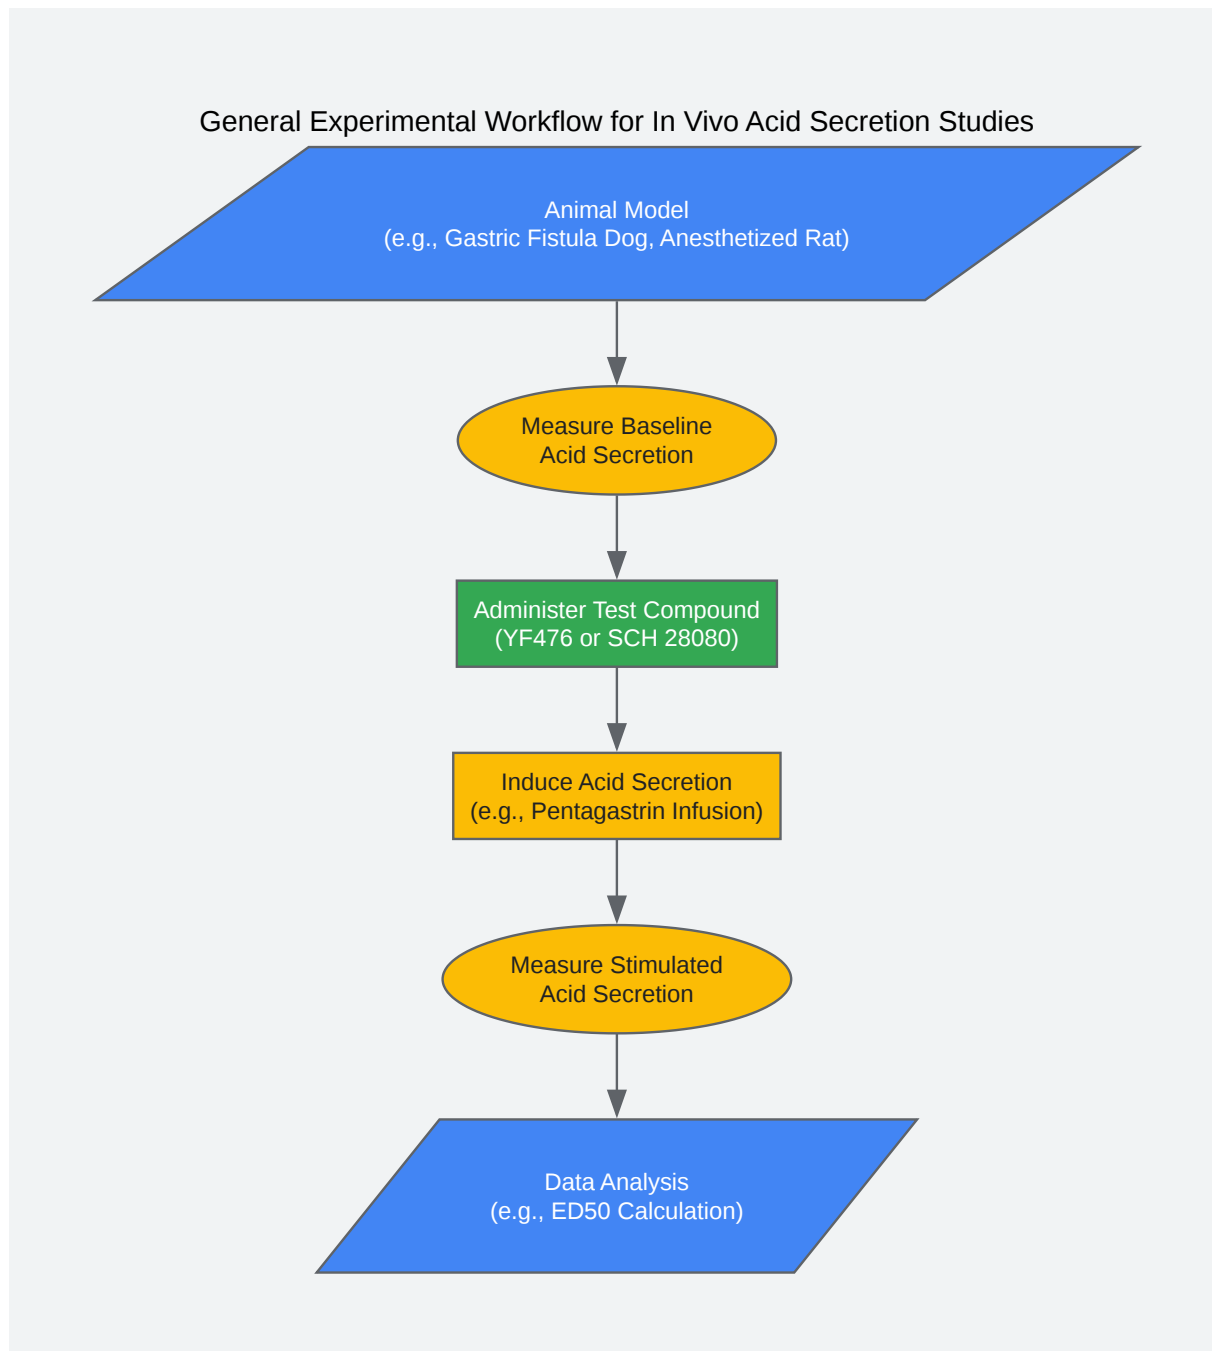 General Experimental Workflow for In Vivo Acid Secretion Studies
Animal Model
(e.g., Gastric Fistula Dog, Anesthetized Rat)
Measure Baseline
Acid Secretion
Administer Test Compound
(YF476 or SCH 28080)
Induce Acid Secretion
(e.g., Pentagastrin Infusion)
Measure Stimulated
Acid Secretion
Data Analysis
(e.g., ED50 Calculation)